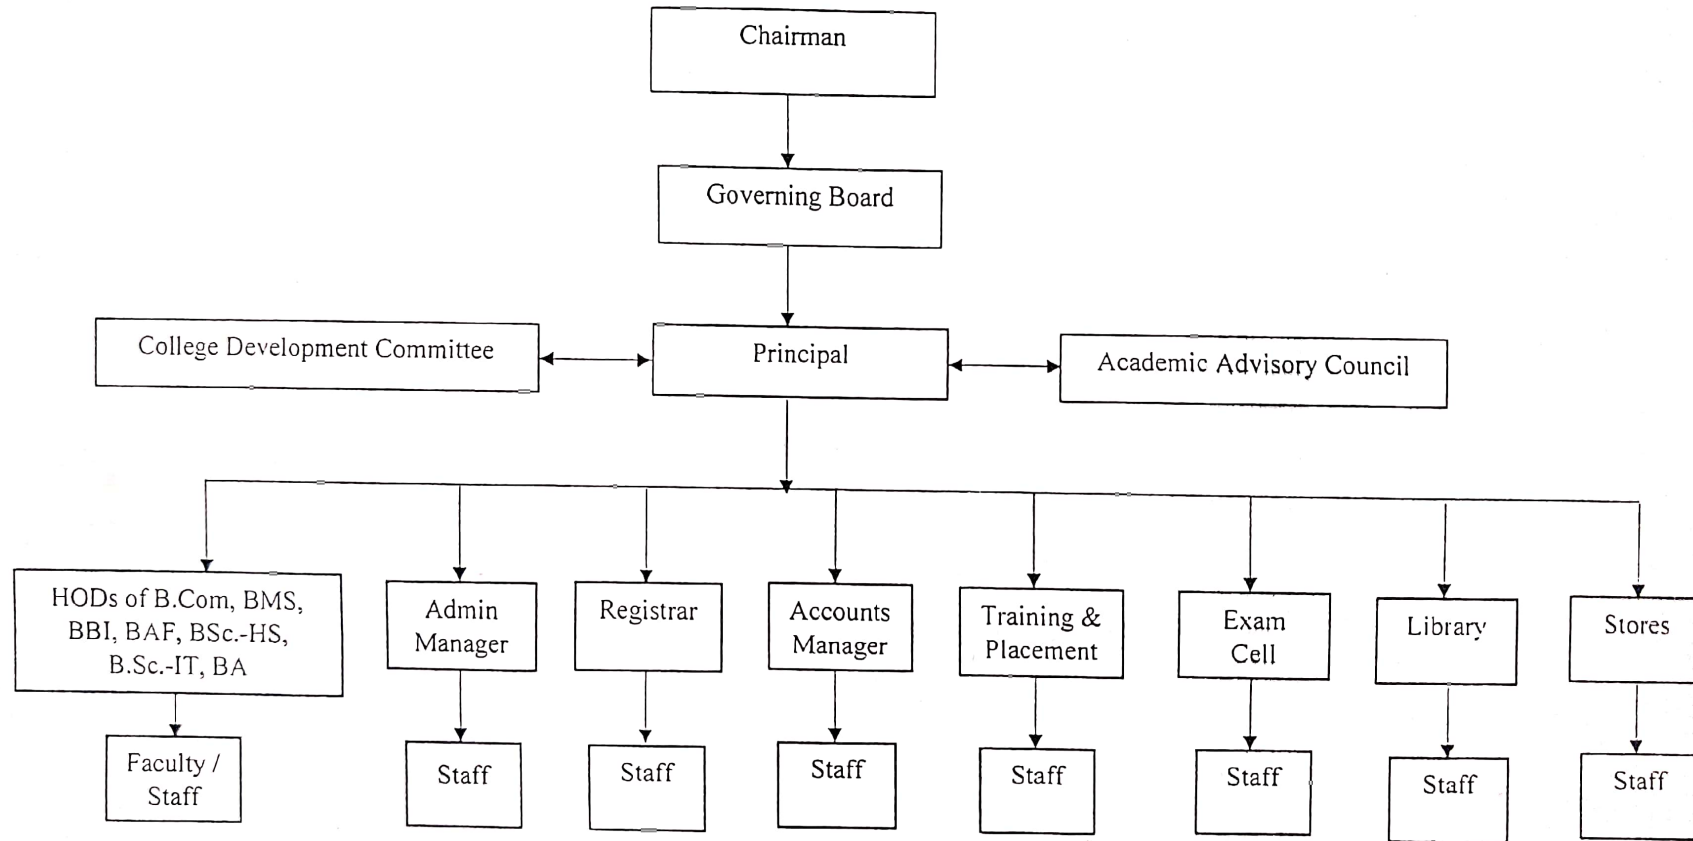 Chairman
Governing Board
College Development Committee
Principal
Academic Advisory Council
HODs of B.Com, BMS,
BBI, BAF, BSc.-HS,
B.Sc.-IT, BA
Admin
Manager
Registrar
Accounts
Manager
Training &
Placement
Exam
Cell
Library
Stores
Faculty /
Staff
Staff
Staff
Staff
Staff
Staff
Staff
Staff